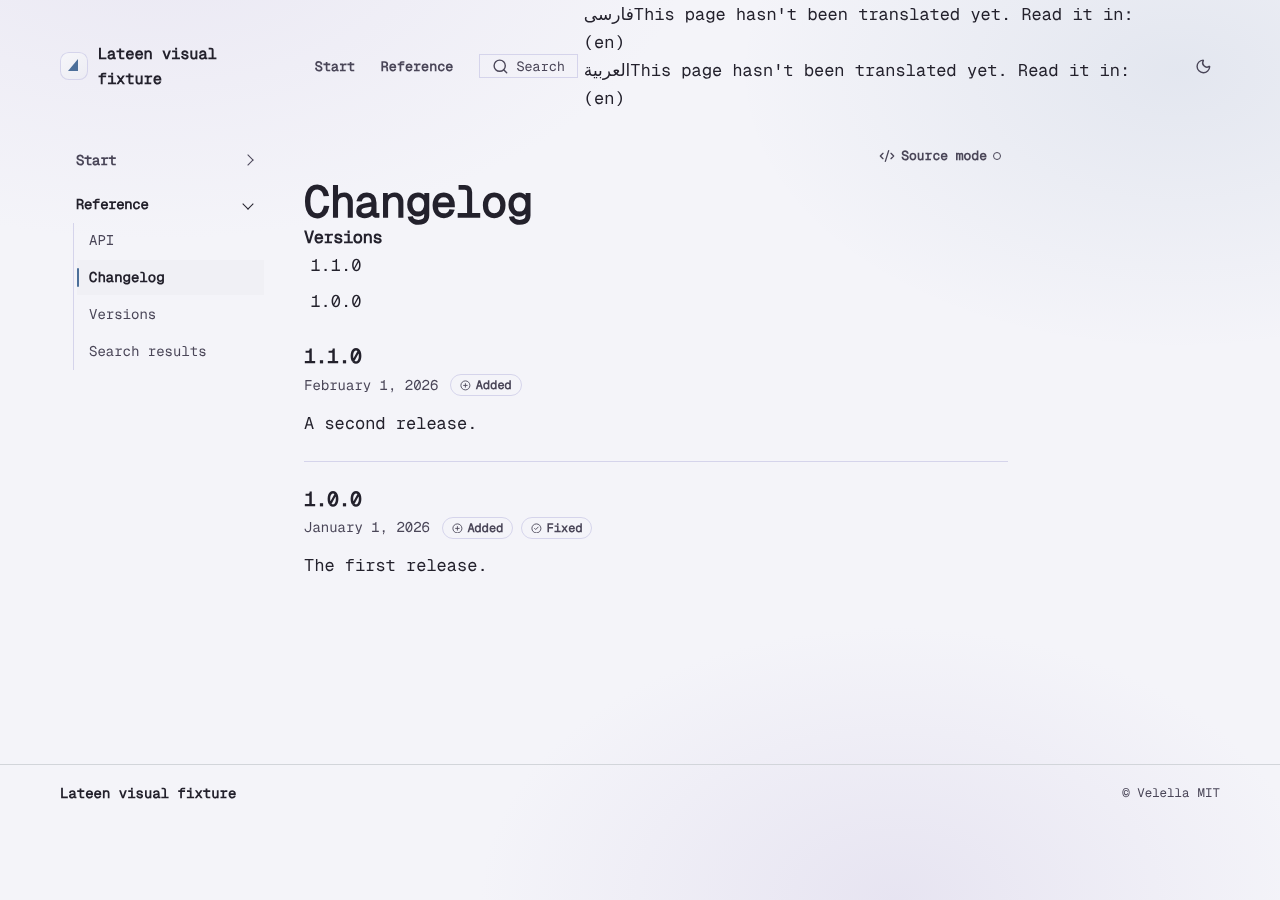 Lateen visual
fixture
Start
Reference
Search
فارسیThis page hasn't been translated yet. Read it in:
(en)
العربيةThis page hasn't been translated yet. Read it in:
(en)
Start
Reference
API
Changelog
Versions
Search results
Source mode
Changelog
Versions
1.1.0
1.0.0
1.1.0
February 1, 2026 Added
A second release.
1.0.0
January 1, 2026 Added Fixed
The first release.
Lateen visual fixture
© Velella MIT